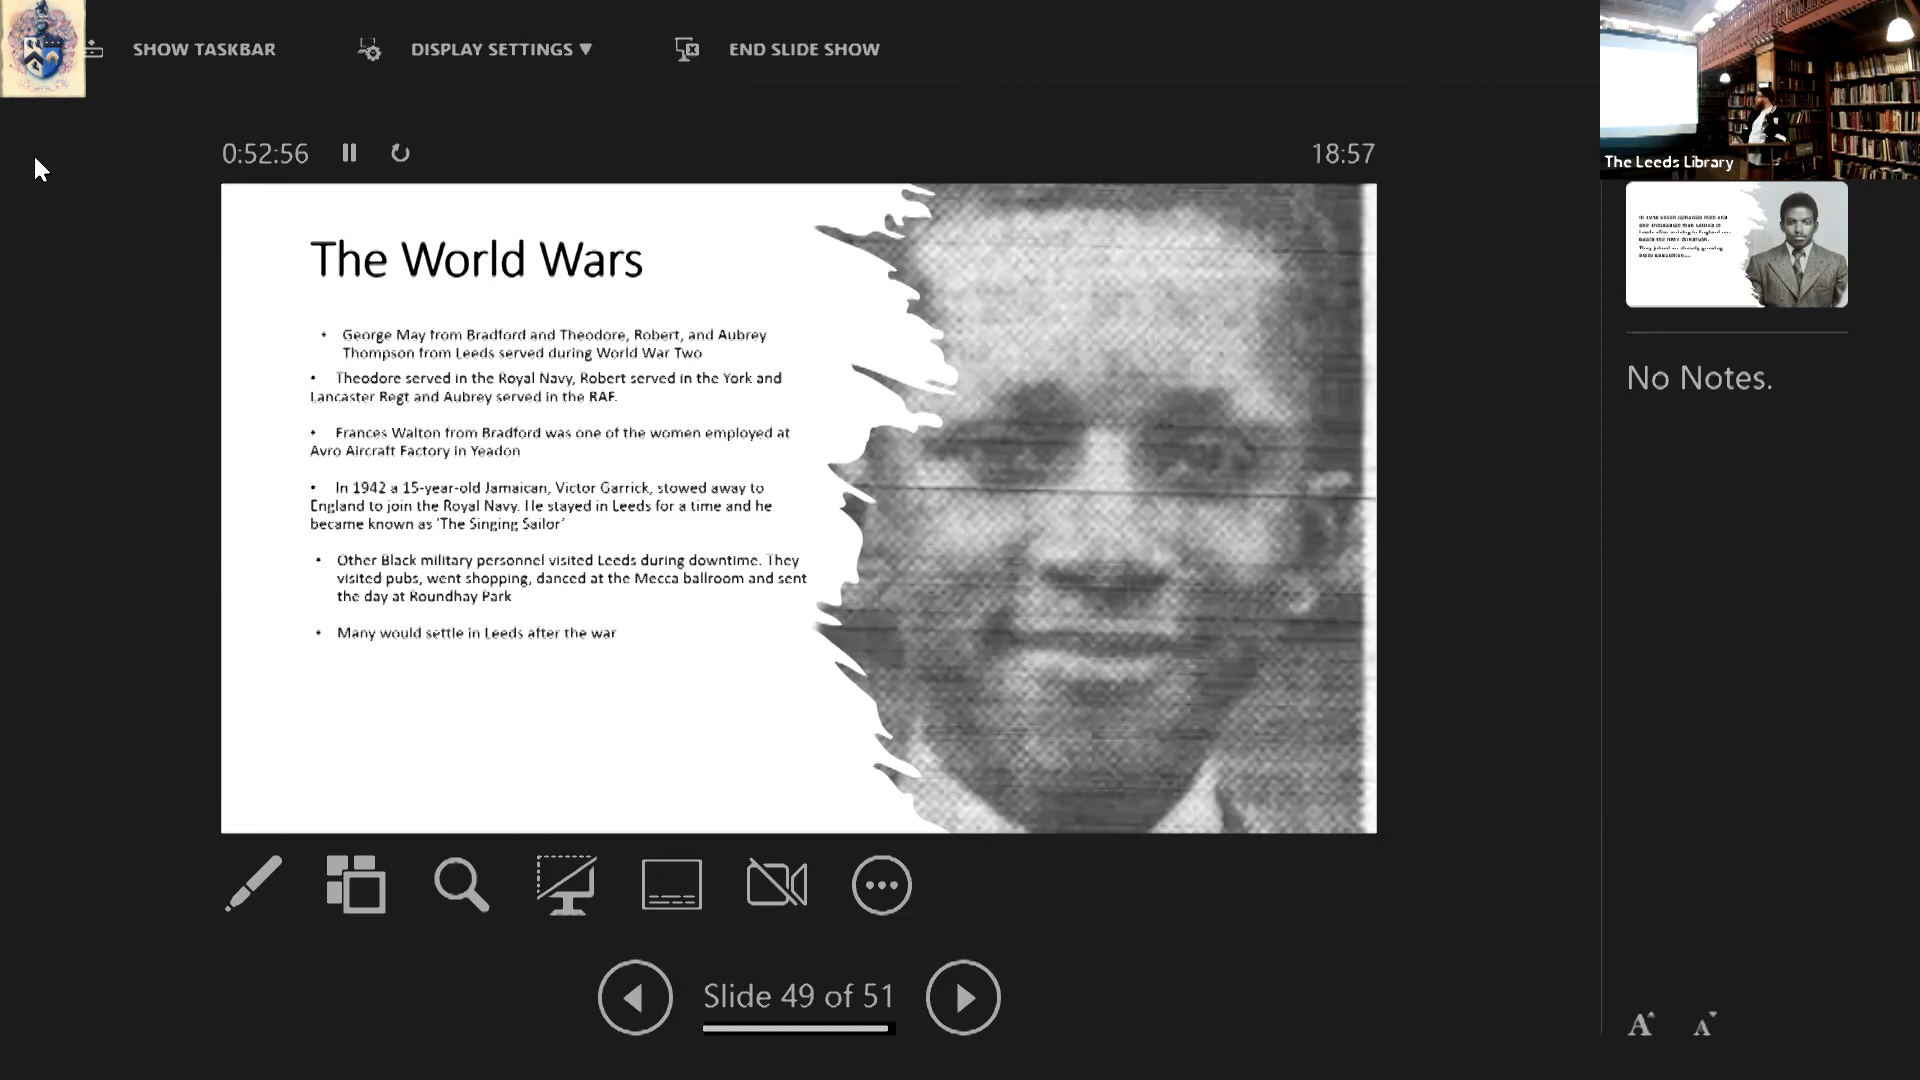 SHOW TASKBAR
DISPLAY SETTINGS ▼
END SLIDE SHOW
The Leeds Library
0:52:56
18:57
The World Wars
• George May from Bradford and Theodore, Robert, and Aubrey
Thompson from Leeds served during World War Two
• Theodore served in the Royal Navy, Robert served in the York and
Lancaster Regt and Aubrey served in the RAF.
• Frances Walton from Bradford was one of the women employed at
Avro Aircraft Factory in Yeadon
• In 1942 a 15-year-old Jamaican, Victor Garrick, stowed away to
England to join the Royal Navy. He stayed in Leeds for a time and he
became known as 'The Singing Sailor'
• Other Black military personnel visited Leeds during downtime. They
visited pubs, went shopping, danced at the Mecca ballroom and sent
the day at Roundhay Park
• Many would settle in Leeds after the war
No Notes.
Slide 49 of 51
A A